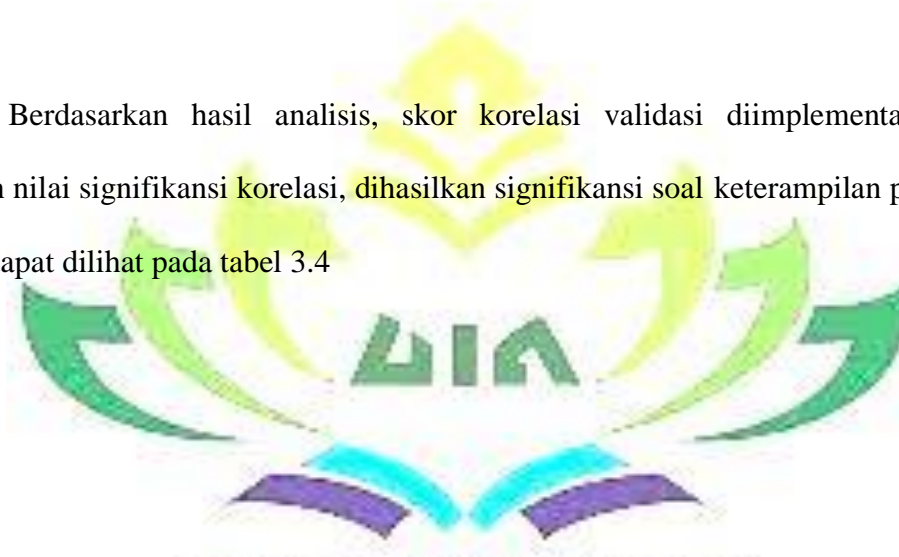 Berdasarkan hasil analisis, skor korelasi validasi diimplementa
nilai signifikansi korelasi, dihasilkan signifikansi soal keterampilan p
apat dilihat pada tabel 3.4
UIN